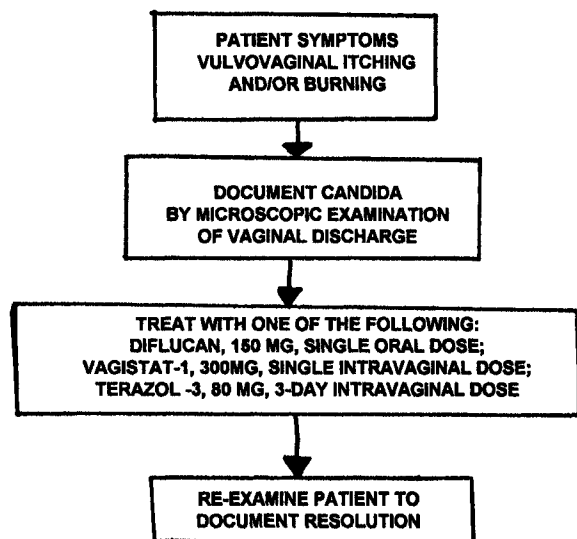 PATIENT SYMPTOMS
VULVOVAGINAL ITCHING
AND/OR BURNING
DOCUMENT CANDIDA
BY MICROSCOPIC EXAMINATION
OF VAGINAL DISCHARGE
TREAT WITH ONE OF THE FOLLOWING:
DIFLUCAN, 150 MG, SINGLE ORAL DOSE;
VAGISTAT-1, 300MG, SINGLE INTRAVAGINAL DOSE;
TERAZOL -3, 80 MG, 3-DAY INTRAVAGINAL DOSE
RE-EXAMINE PATIENT TO
DOCUMENT RESOLUTION